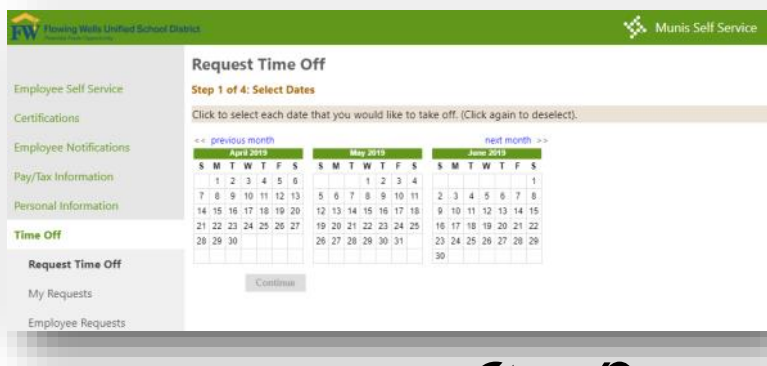 FW Flowing Wells Unified School District
Munis Self Service
Employee Self Service
Certifications
Employee Notifications
Pay/Tax Information
Personal Information
Time Off
Request Time Off
My Requests
Employee Requests
Request Time Off
Step 1 of 4: Select Dates
Click to select each date that you would like to take off. (Click again to deselect).
<< previous month
next month >>
April 2019
S M T W T F S
1 2 3 4 5 6
7 8 9 10 11 12 13
14 15 16 17 18 19 20
21 22 23 24 25 26 27
28 29 30
May 2019
S M T W T F S
1 2 3 4
5 6 7 8 9 10 11
12 13 14 15 16 17 18
19 20 21 22 23 24 25
26 27 28 29 30 31
June 2019
S M T W T F S
1
2 3 4 5 6 7 8
9 10 11 12 13 14 15
16 17 18 19 20 21 22
23 24 25 26 27 28 29
30
Continue